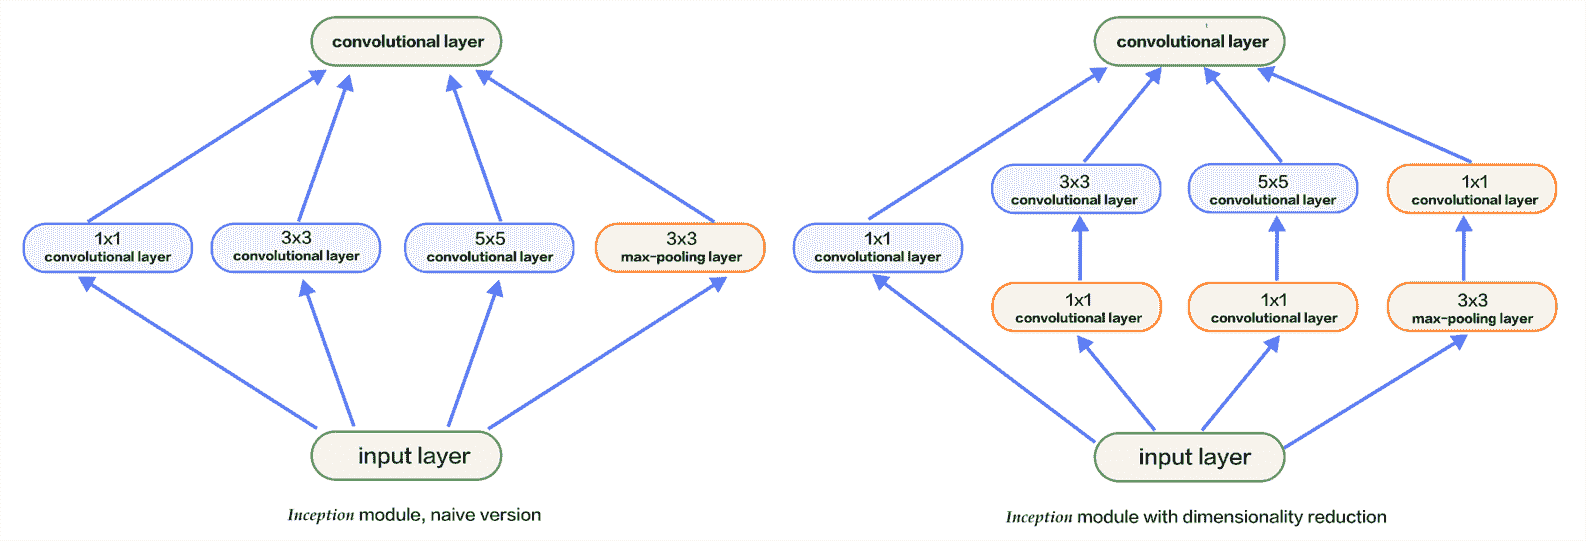 convolutional layer
1x1
convolutional layer
3x3
convolutional layer
5x5
convolutional layer
3x3
max-pooling layer
input layer
Inception module, naive version
convolutional layer
3x3
convolutional layer
5x5
convolutional layer
1x1
convolutional layer
1x1
convolutional layer
1x1
convolutional layer
1x1
convolutional layer
3x3
max-pooling layer
input layer
Inception module with dimensionality reduction